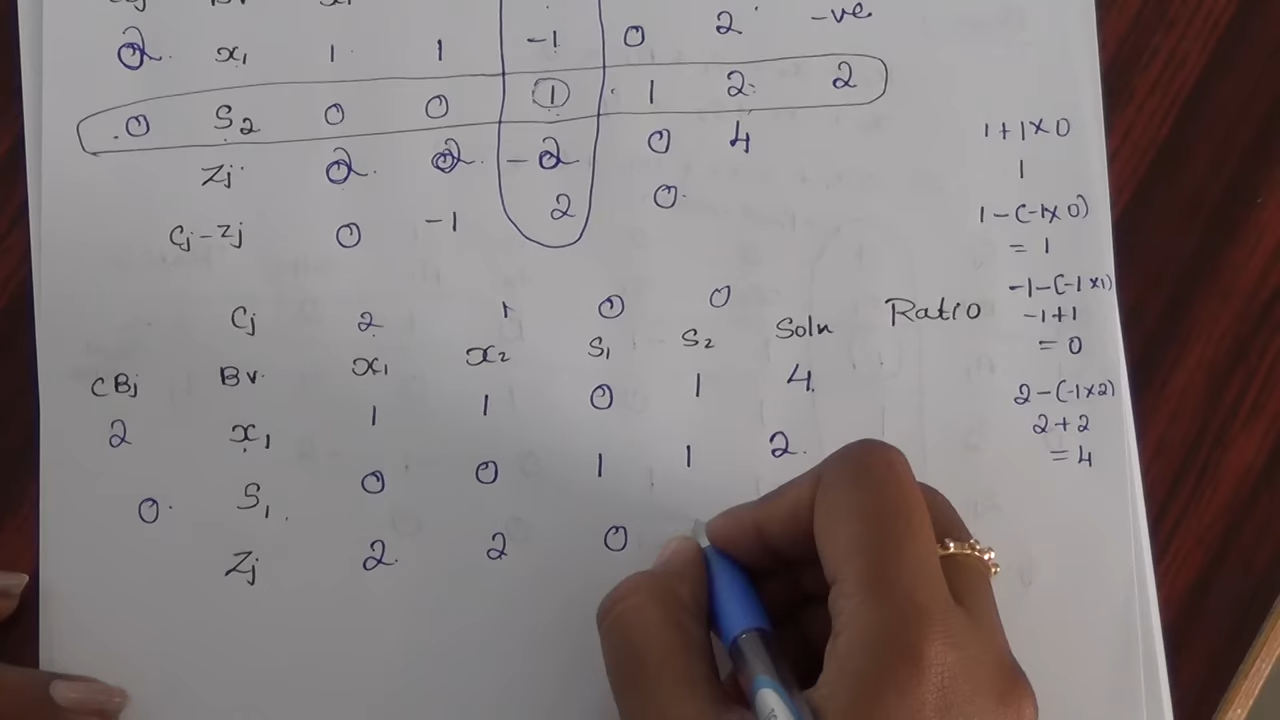 2 x₁ 1 1 -1 0 2 -ve
0 S₂ 0 0 1 1 2 2
Zj 2 2 -2 0 4
Cj-Zj 0 -1 2 0
Cj 2 1 0 0
CBj BV x₁ x₂ S₁ S₂ Soln Ratio
2 x₁ 1 1 0 1 4
0 S₁ 0 0 1 1 2
Zj 2 2 0
1+1×0
1
1-(-1×0)
=1
-1-(-1×1)
-1+1
=0
2-(-1×2)
2+2
=4